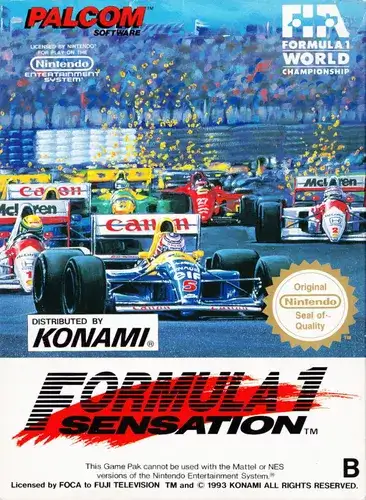 PALCOM
SOFTWARE
LICENSED BY NINTENDO®
FOR PLAY ON THE
Nintendo®
ENTERTAINMENT
SYSTEM®
FIA
FORMULA 1
WORLD
CHAMPIONSHIP
McLaren
Canon
McLaren
Canon
5
elf
Original
Nintendo®
Seal of
Quality
TM
DISTRIBUTED BY
KONAMI®
FORMULA 1
SENSATION™
B
This Game Pak cannot be used with the Mattel or NES
versions of the Nintendo Entertainment System.®
Licensed by FOCA to FUJI TELEVISION TM and © 1993 KONAMI ALL RIGHTS RESERVED.